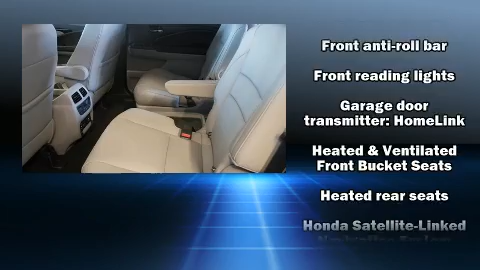 Front anti-roll bar
Front reading lights
Garage door
transmitter: HomeLink
Heated & Ventilated
Front Bucket Seats
Heated rear seats
Honda Satellite-Linked